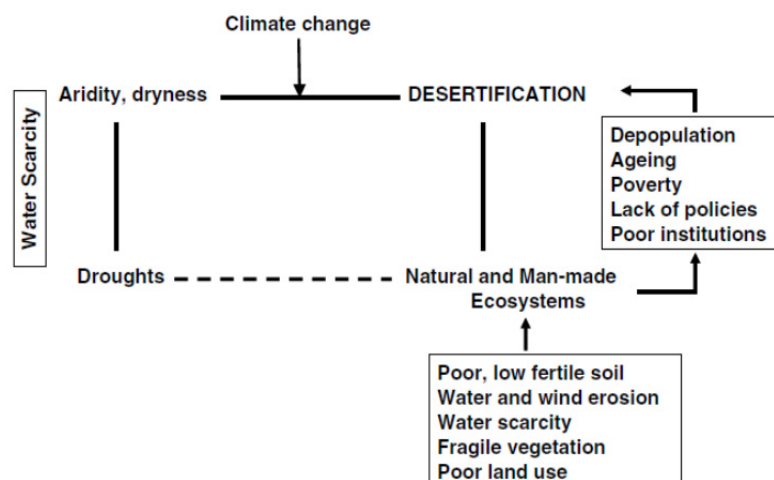 Climate change
Water Scarcity
Aridity, dryness
DESERTIFICATION
Depopulation
Ageing
Poverty
Lack of policies
Poor institutions
Droughts
Natural and Man-made
Ecosystems
Poor, low fertile soil
Water and wind erosion
Water scarcity
Fragile vegetation
Poor land use